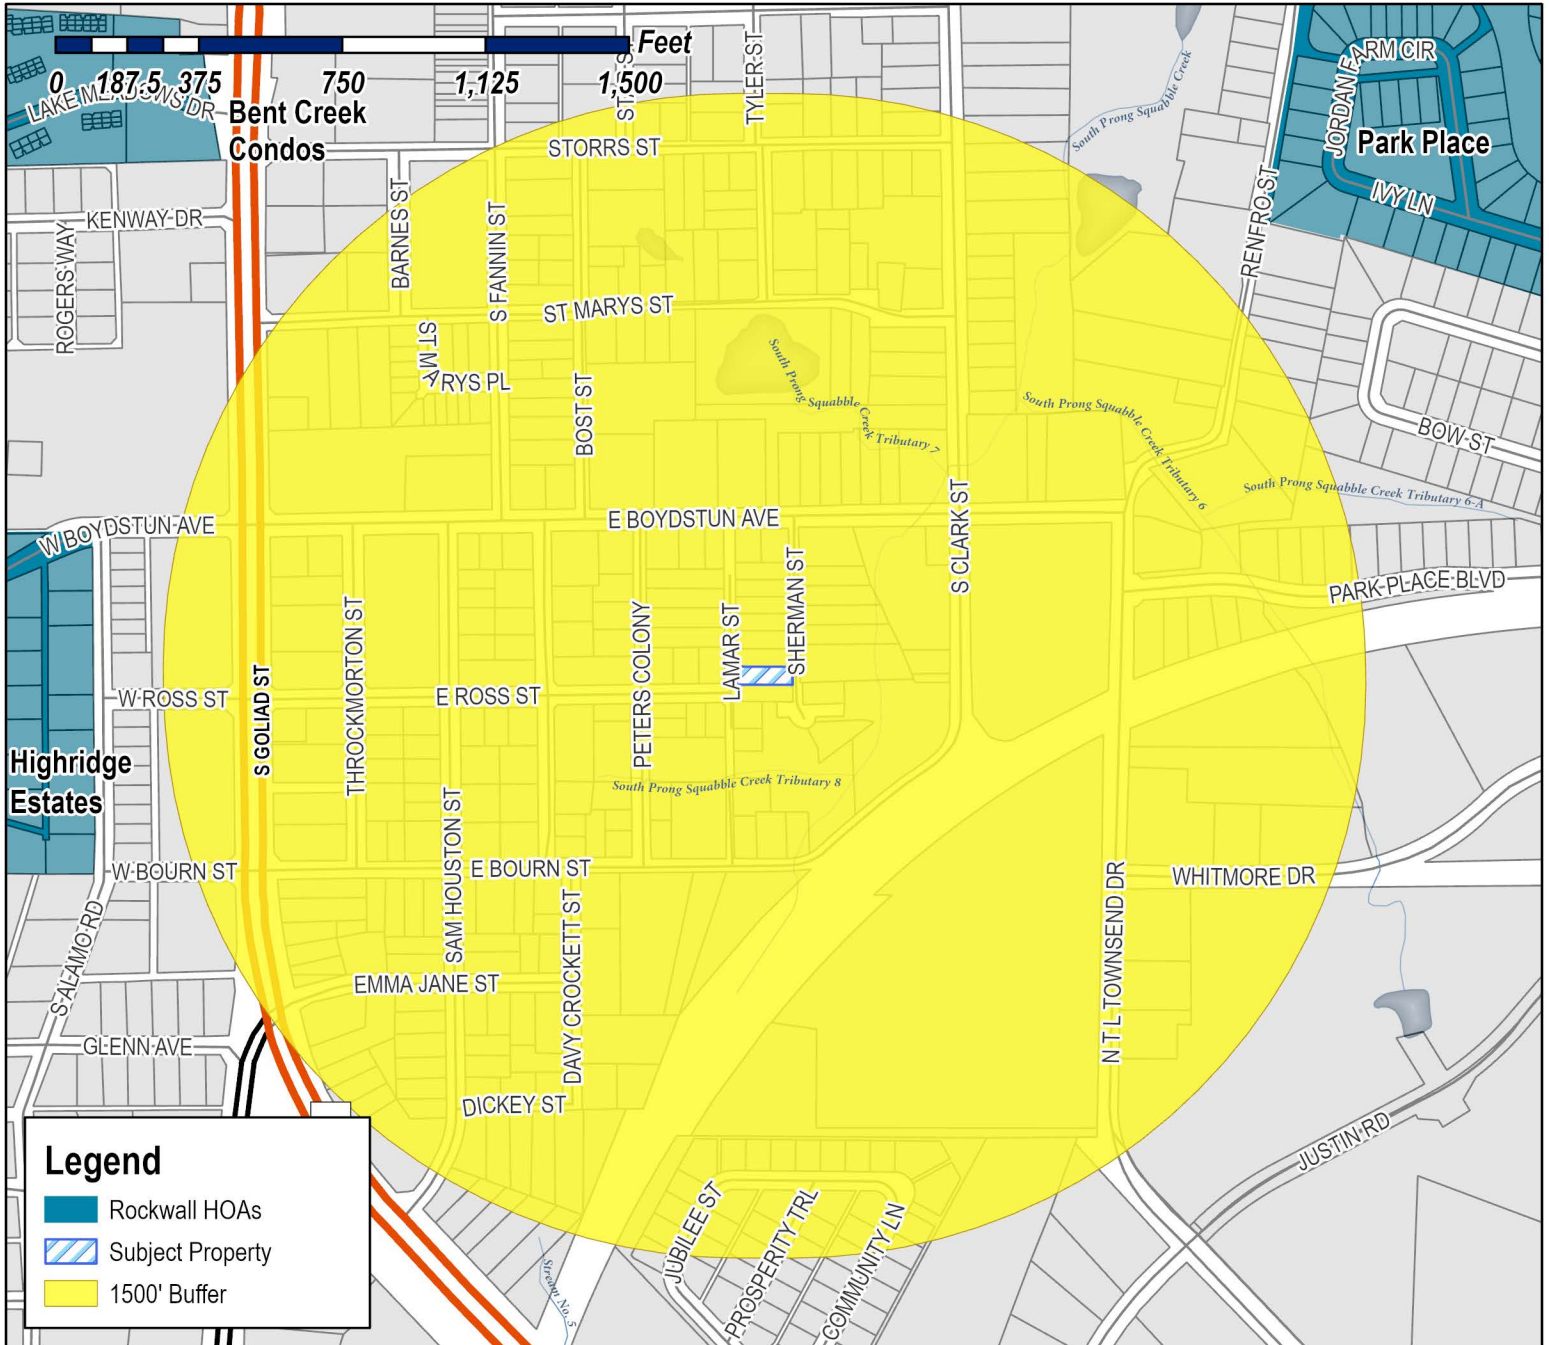 Feet
0 187.5 375 750 1,125 1,500
LAKE MEADOWS DR
Bent Creek
Condos
TYLER ST
STORRS ST
South Prong Squabble Creek
JORDAN FARM CIR
Park Place
IVY LN
RENFRO ST
KENWAY DR
ROGERS WAY
BARNES ST
S FANNIN ST
ST MARYS ST
ST MARYS PL
BOST ST
South Prong Squabble Creek Tributary 7
South Prong Squabble Creek Tributary 6
South Prong Squabble Creek Tributary 6-A
BOW ST
W BOYDSTUN AVE
E BOYDSTUN AVE
S CLARK ST
SHERMAN ST
PARK PLACE BLVD
THROCKMORTON ST
PETERS COLONY
LAMAR ST
W ROSS ST
E ROSS ST
S GOLIAD ST
Highridge
Estates
South Prong Squabble Creek Tributary 8
SAM HOUSTON ST
W BOURN ST
E BOURN ST
WHITMORE DR
N T L TOWNSEND DR
DAVY CROCKETT ST
S ALAMO RD
EMMA JANE ST
GLENN AVE
DICKEY ST
JUSTIN RD
JUBILEE ST
PROSPERITY TRL
COMMUNITY LN
Stream No. 5
Legend
Rockwall HOAs
Subject Property
1500' Buffer